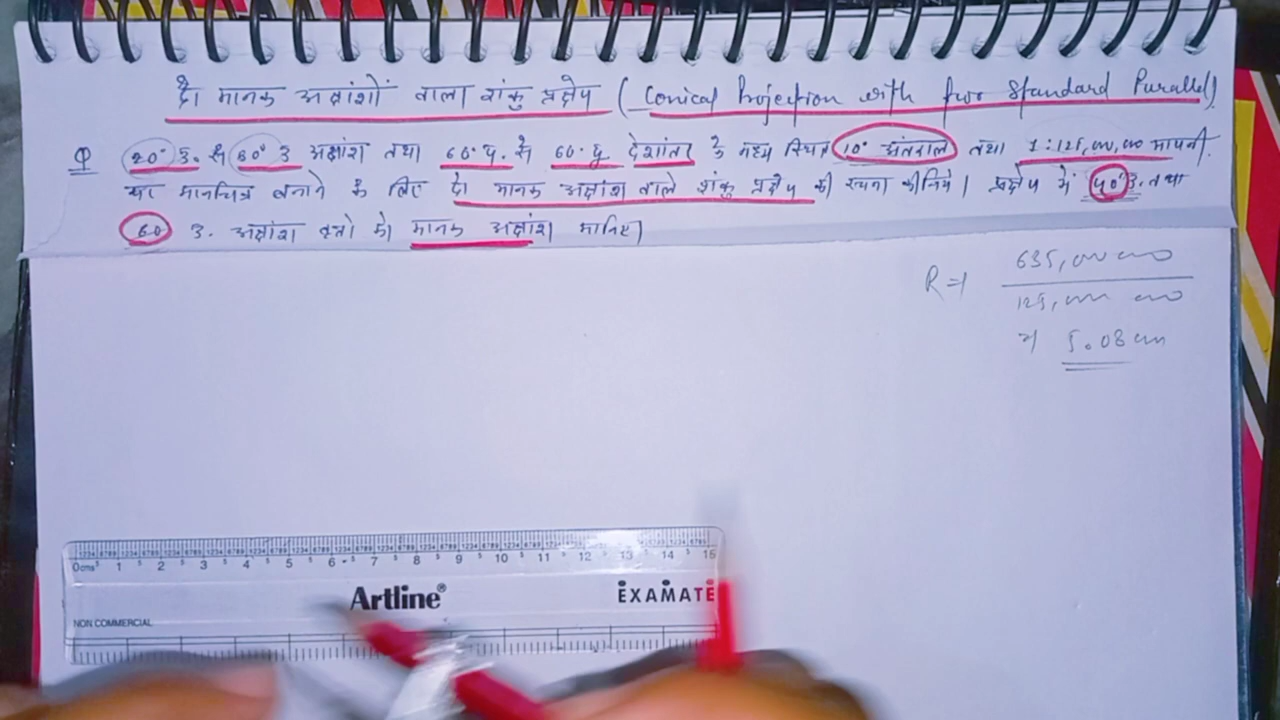 दो मानक अक्षांशों वाला शंकु प्रक्षेप (Conical Projection with two Standard Parallel)
Q 20° उ. से 80° उ अक्षांश तथा 60° प. से 60° पू देशांतर के मध्य स्थित 10° अंतराल तथा 1:125,000,000 मापनी
पर मानचित्र बनाने के लिए दो मानक अक्षांश वाले शंकु प्रक्षेप की रचना कीजिये। प्रक्षेप में 40° उ. तथा
60 उ. अक्षांश वृत्तो को मानक अक्षांश मानिए।
R =) 635,000 000
125,000 000
=) 5.08 cm
0cms 1 2 3 4 5 6 7 8 9 10 11 12 13 14 15
Artline® EXAMATE
NON COMMERCIAL